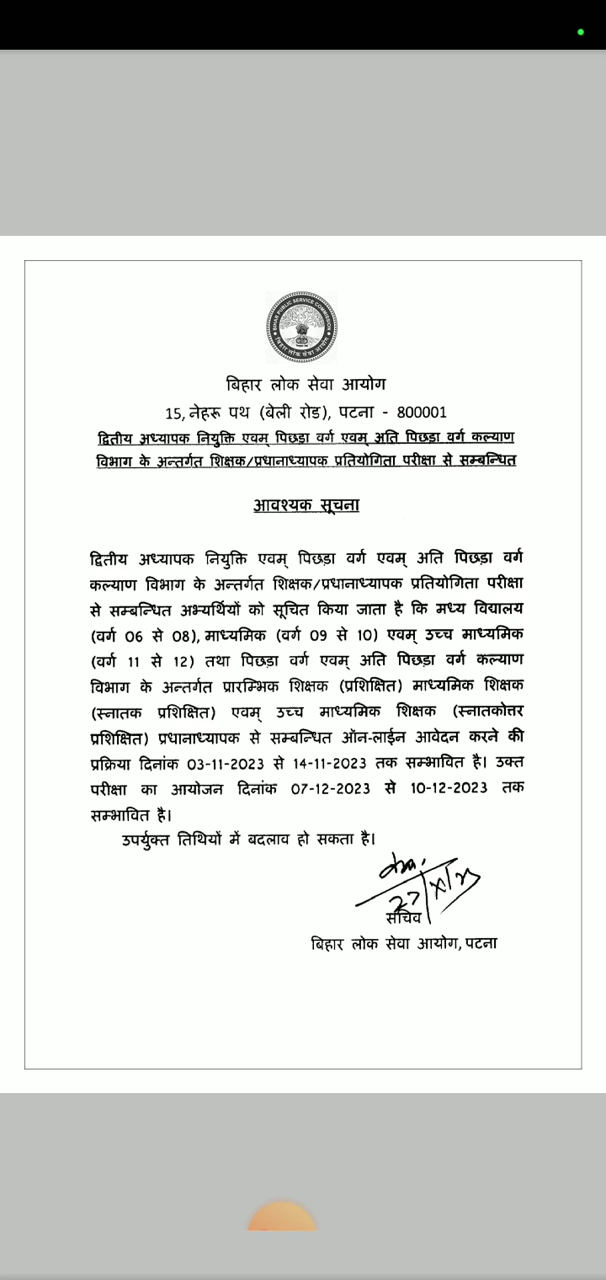 BIHAR PUBLIC SERVICE COMMISSION
बिहार लोक सेवा आयोग
बिहार लोक सेवा आयोग
15, नेहरू पथ (बेली रोड), पटना - 800001
द्वितीय अध्यापक नियुक्ति एवम् पिछड़ा वर्ग एवम् अति पिछड़ा वर्ग कल्याण
विभाग के अन्तर्गत शिक्षक/प्रधानाध्यापक प्रतियोगिता परीक्षा से सम्बन्धित
आवश्यक सूचना
द्वितीय अध्यापक नियुक्ति एवम् पिछड़ा वर्ग एवम् अति पिछड़ा वर्ग
कल्याण विभाग के अन्तर्गत शिक्षक/प्रधानाध्यापक प्रतियोगिता परीक्षा
से सम्बन्धित अभ्यर्थियों को सूचित किया जाता है कि मध्य विद्यालय
(वर्ग 06 से 08), माध्यमिक (वर्ग 09 से 10) एवम् उच्च माध्यमिक
(वर्ग 11 से 12) तथा पिछड़ा वर्ग एवम् अति पिछड़ा वर्ग कल्याण
विभाग के अन्तर्गत प्रारम्भिक शिक्षक (प्रशिक्षित) माध्यमिक शिक्षक
(स्नातक प्रशिक्षित) एवम् उच्च माध्यमिक शिक्षक (स्नातकोत्तर
प्रशिक्षित) प्रधानाध्यापक से सम्बन्धित ऑन-लाईन आवेदन करने की
प्रक्रिया दिनांक 03-11-2023 से 14-11-2023 तक सम्भावित है। उक्त
परीक्षा का आयोजन दिनांक 07-12-2023 से 10-12-2023 तक
सम्भावित है।
उपर्युक्त तिथियों में बदलाव हो सकता है।
27/X/23
सचिव
बिहार लोक सेवा आयोग, पटना